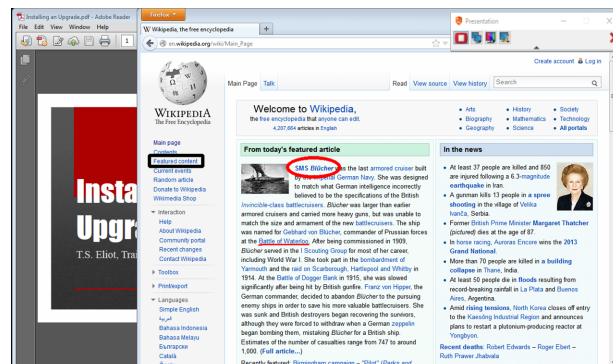 Installing an Upgrade.pdf - Adobe Reader
File Edit View Window Help
1
Insta
Upgr
T.S. Eliot, Tra
Firefox
Wikipedia, the free encyclopedia
+
en.wikipedia.org/wiki/Main_Page
Presentation
Create account Log in
Main Page Talk
Read View source View history Search
WIKIPEDIA
The Free Encyclopedia
Main page
Contents
Featured content
Current events
Random article
Donate to Wikipedia
Wikimedia Shop
Interaction
Help
About Wikipedia
Community portal
Recent changes
Contact Wikipedia
Toolbox
Print/export
Languages
Simple English
العربية
Bahasa Indonesia
Bahasa Melayu
Български
Català
Welcome to Wikipedia,
the free encyclopedia that anyone can edit.
4,207,664 articles in English
Arts
Biography
Geography
History
Mathematics
Science
Society
Technology
All portals
From today's featured article
SMS Blücher was the last armored cruiser built
by the Imperial German Navy. She was designed
to match what German intelligence incorrectly
believed to be the specifications of the British
Invincible-class battlecruisers. Blücher was larger than earlier
armored cruisers and carried more heavy guns, but was unable to
match the size and armament of the new battlecruisers. The ship
was named for Gebhard von Blücher, commander of Prussian forces
at the Battle of Waterloo. After being commissioned in 1909,
Blücher served in the I Scouting Group for most of her career,
including World War I. She took part in the bombardment of
Yarmouth and the raid on Scarborough, Hartlepool and Whitby in
1914. At the Battle of Dogger Bank in 1915, she was slowed
significantly after being hit by British gunfire. Franz von Hipper, the
German commander, decided to abandon Blücher to the pursuing
enemy ships in order to save his more valuable battlecruisers. She
was sunk and British destroyers began recovering the survivors,
although they were forced to withdraw when a German zeppelin
began bombing them, mistaking Blücher for a British ship.
Estimates of the number of casualties range from 747 to around
1,000. (Full article...)
Recently featured: Birmingham campaign – "Pilot" (Parks and
In the news
At least 37 people are killed and 850
are injured following a 6.3-magnitude
earthquake in Iran.
A gunman kills 13 people in a spree
shooting in the village of Velika
Ivanča, Serbia.
Former British Prime Minister Margaret Thatcher
(pictured) dies at the age of 87.
In horse racing, Auroras Encore wins the 2013
Grand National.
More than 70 people are killed in a building
collapse in Thane, India.
At least 50 people die in floods resulting from
record-breaking rainfall in La Plata and Buenos
Aires, Argentina.
Amid rising tensions, North Korea closes off entry
to the Kaesŏng Industrial Region and announces
plans to restart a plutonium-producing reactor at
Yongbyon.
Recent deaths: Robert Edwards – Roger Ebert –
Ruth Prawer Jhabvala